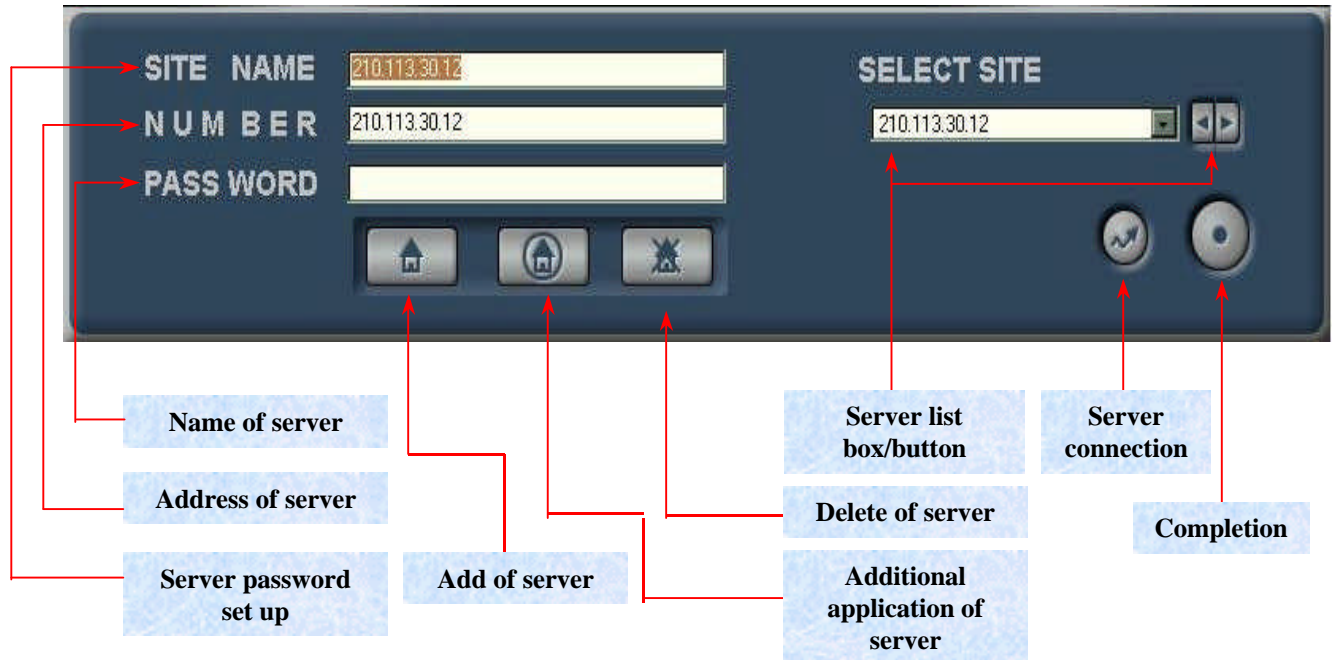 SITE NAME
210.113.30.12
NUMBER
210.113.30.12
PASS WORD
SELECT SITE
210.113.30.12
Name of server
Address of server
Server password
set up
Add of server
Server list
box/button
Delete of server
Additional
application of
server
Server
connection
Completion